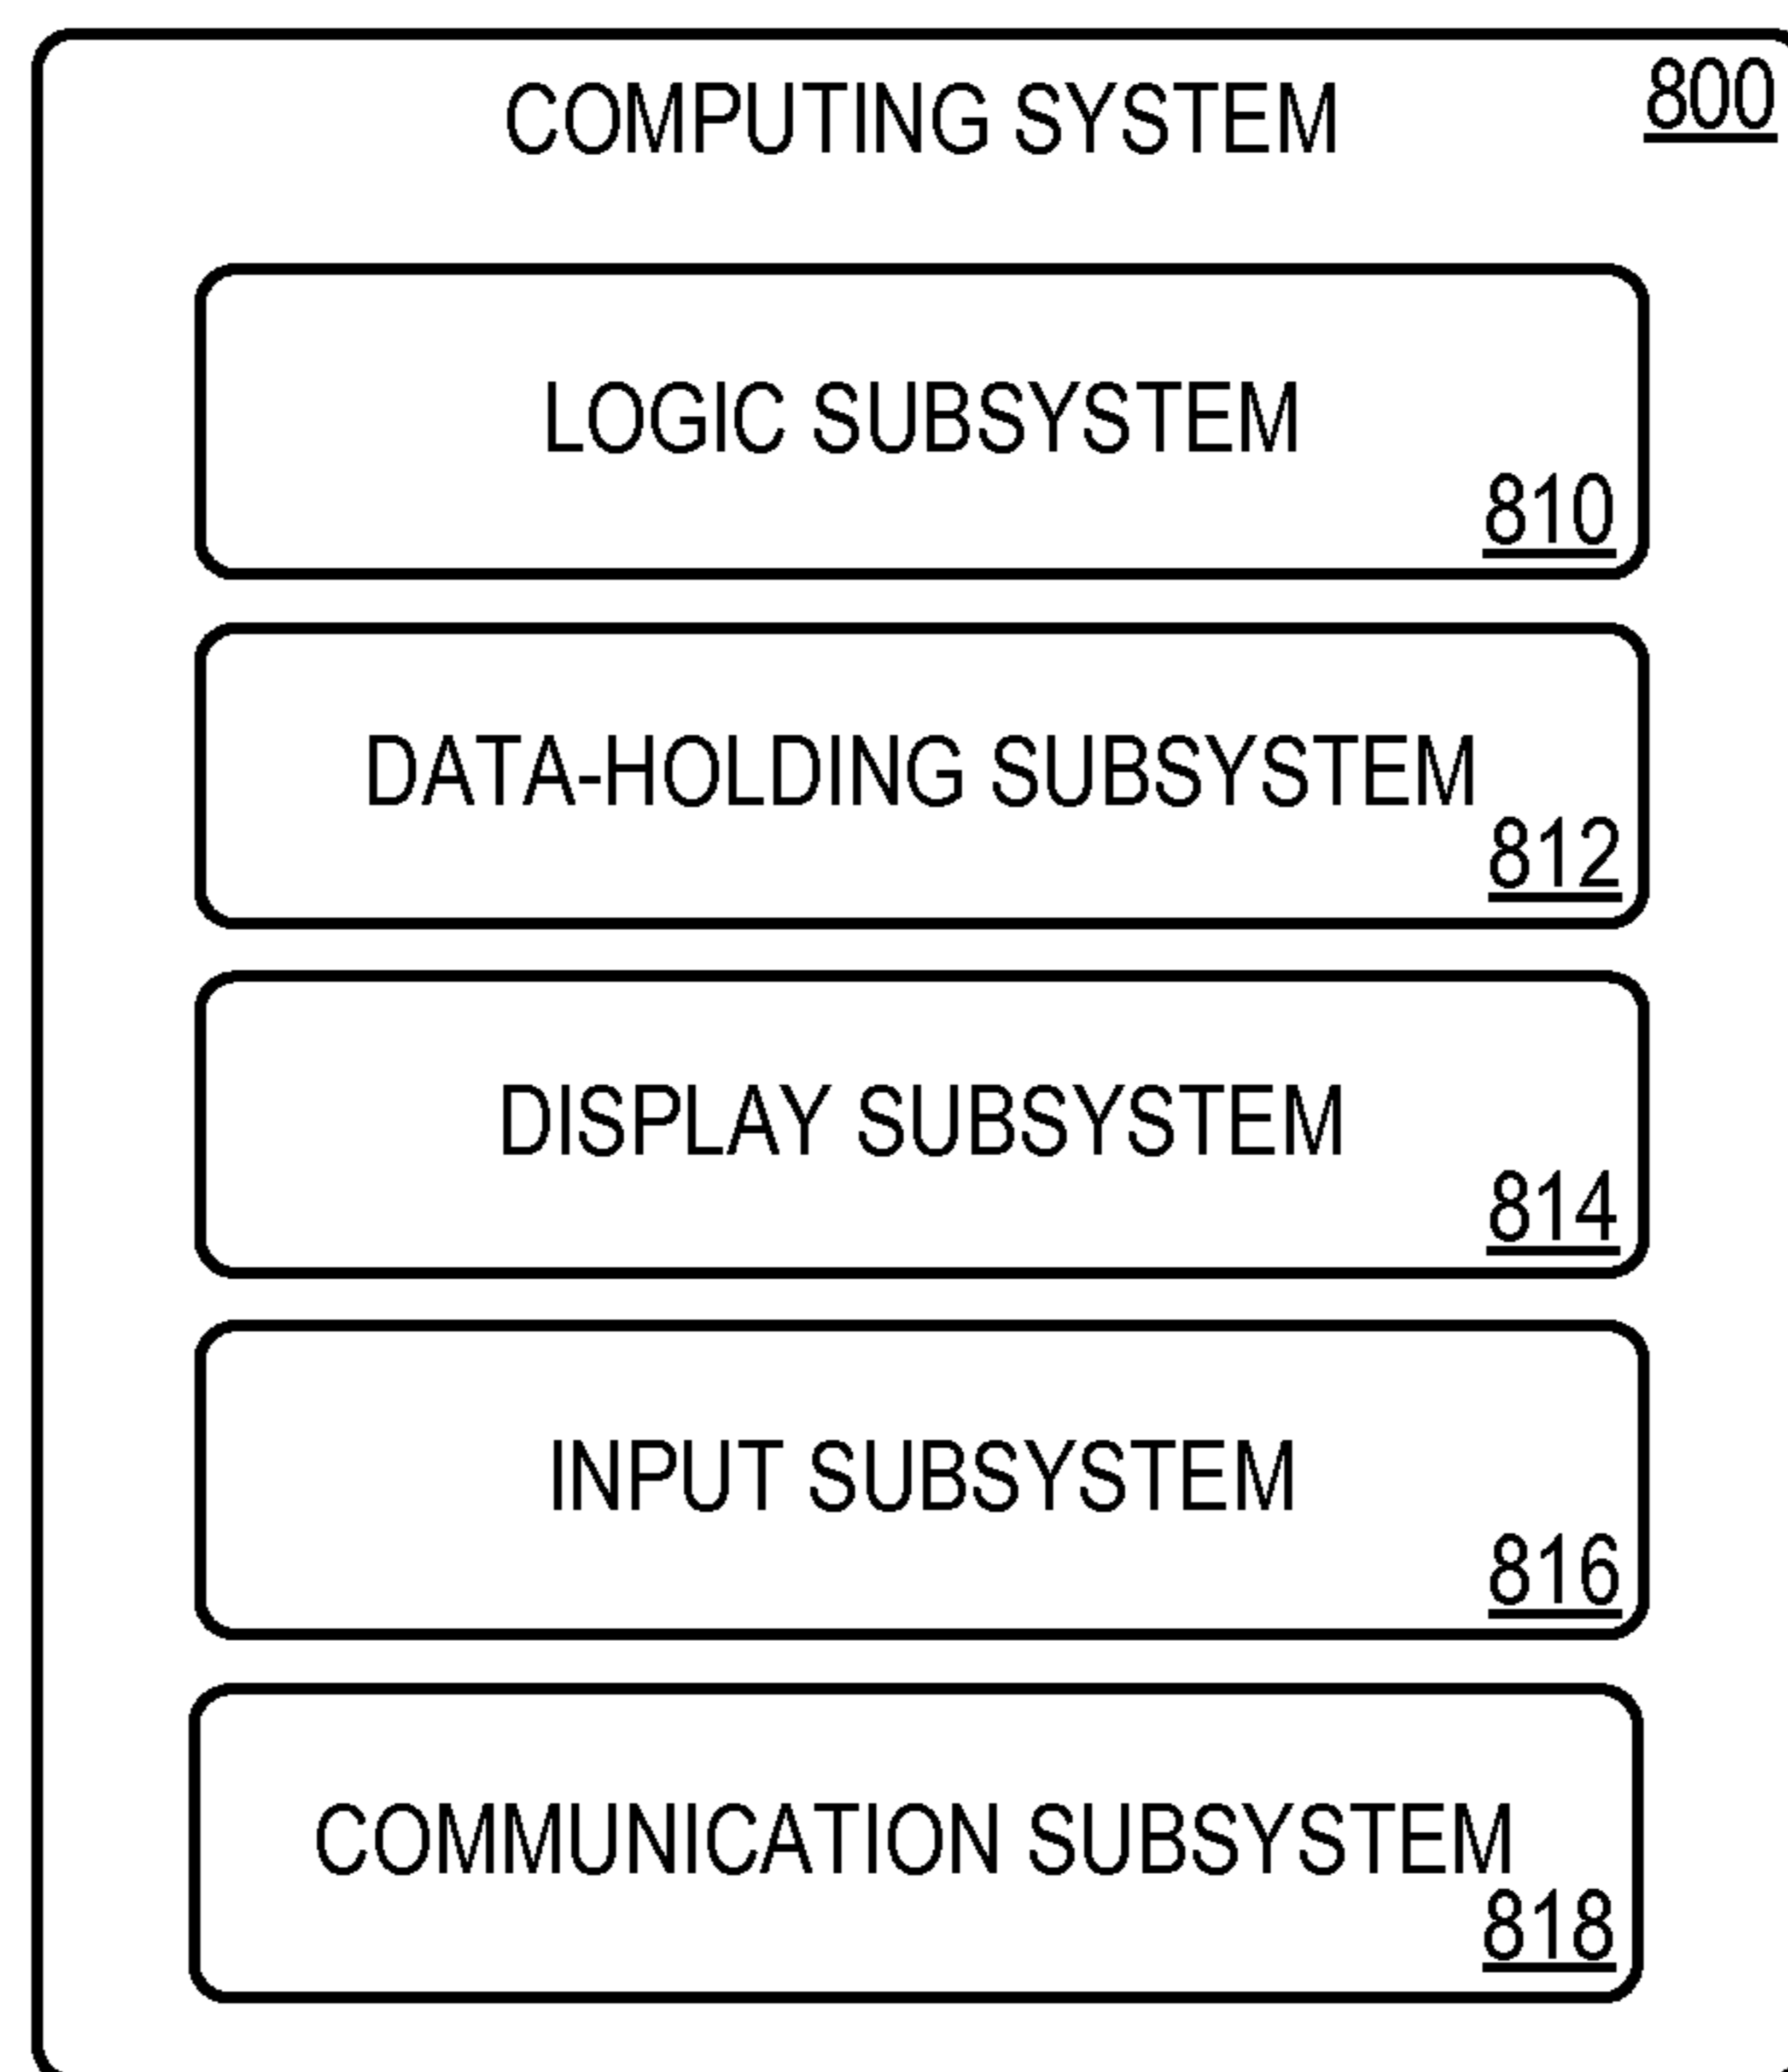 COMPUTING SYSTEM 800
LOGIC SUBSYSTEM
810
DATA-HOLDING SUBSYSTEM
812
DISPLAY SUBSYSTEM
814
INPUT SUBSYSTEM
816
COMMUNICATION SUBSYSTEM
818